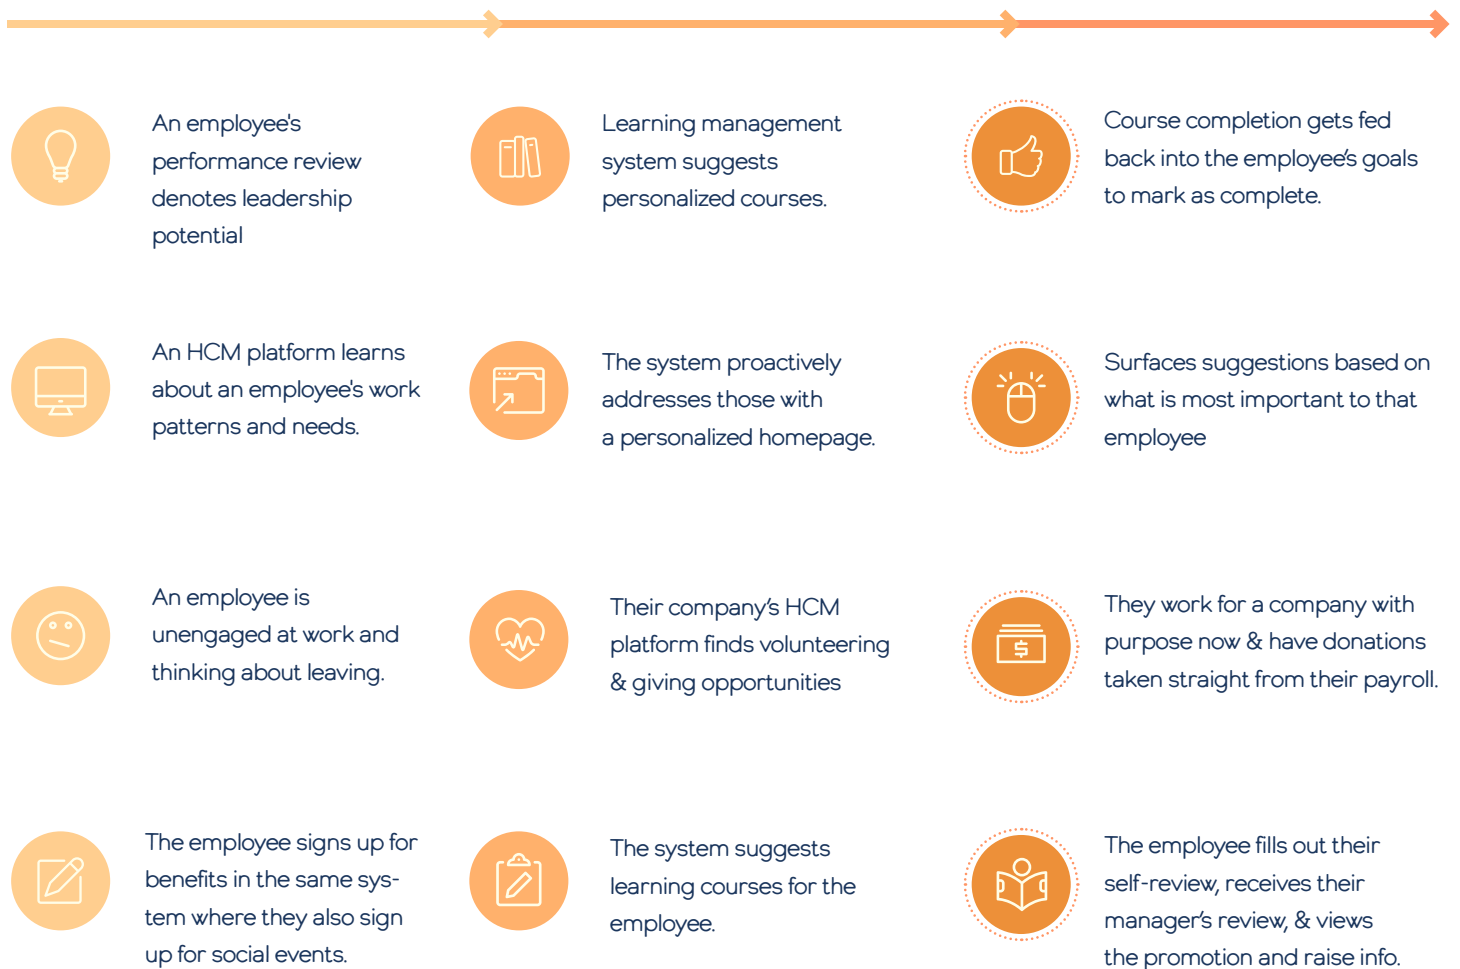 An employee's
performance review
denotes leadership
potential
Learning management
system suggests
personalized courses.
Course completion gets fed
back into the employee's goals
to mark as complete.
An HCM platform learns
about an employee's work
patterns and needs.
The system proactively
addresses those with
a personalized homepage.
Surfaces suggestions based on
what is most important to that
employee
An employee is
unengaged at work and
thinking about leaving.
Their company's HCM
platform finds volunteering
& giving opportunities
They work for a company with
purpose now & have donations
taken straight from their payroll.
The employee signs up for
benefits in the same sys-
tem where they also sign
up for social events.
The system suggests
learning courses for the
employee.
The employee fills out their
self-review, receives their
manager's review, & views
the promotion and raise info.